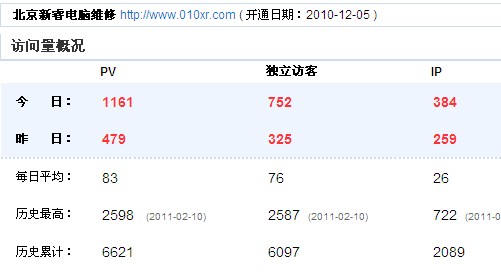 北京新睿电脑维修 http://www.010xr.com ( 开通日期：2010-12-05 )
访问量概况
PV 独立访客 IP
今 日： 1161 752 384
昨 日： 479 325 259
每日平均： 83 76 26
历史最高： 2598 (2011-02-10) 2587 (2011-02-10) 722 (2011-0
历史累计： 6621 6097 2089